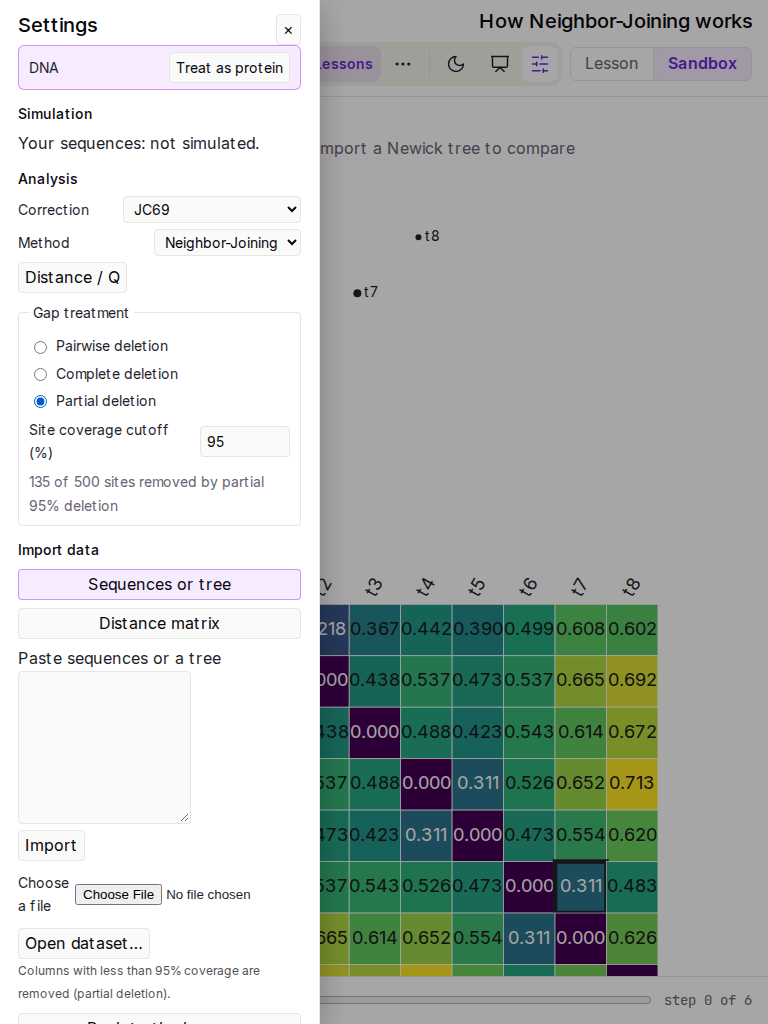 Settings
×
How Neighbor-Joining works
DNA
Treat as protein
Lessons
Lesson
Sandbox
Simulation
Your sequences: not simulated.
import a Newick tree to compare
Analysis
Correction
JC69
Method
Neighbor-Joining
Distance / Q
t8
t7
Gap treatment
Pairwise deletion
Complete deletion
Partial deletion
Site coverage cutoff
(%)
95
135 of 500 sites removed by partial
95% deletion
Import data
Sequences or tree
Distance matrix
Paste sequences or a tree
Import
Choose
a file
Choose File No file chosen
Open dataset...
Columns with less than 95% coverage are
removed (partial deletion).
t3 t4 t5 t6 t7 t8
0.367 0.442 0.390 0.499 0.608 0.602
0.438 0.537 0.473 0.537 0.665 0.692
0.000 0.488 0.423 0.543 0.614 0.672
0.488 0.000 0.311 0.526 0.652 0.713
0.423 0.311 0.000 0.473 0.554 0.620
0.543 0.526 0.473 0.000 0.311 0.483
0.614 0.652 0.554 0.311 0.000 0.626
step 0 of 6